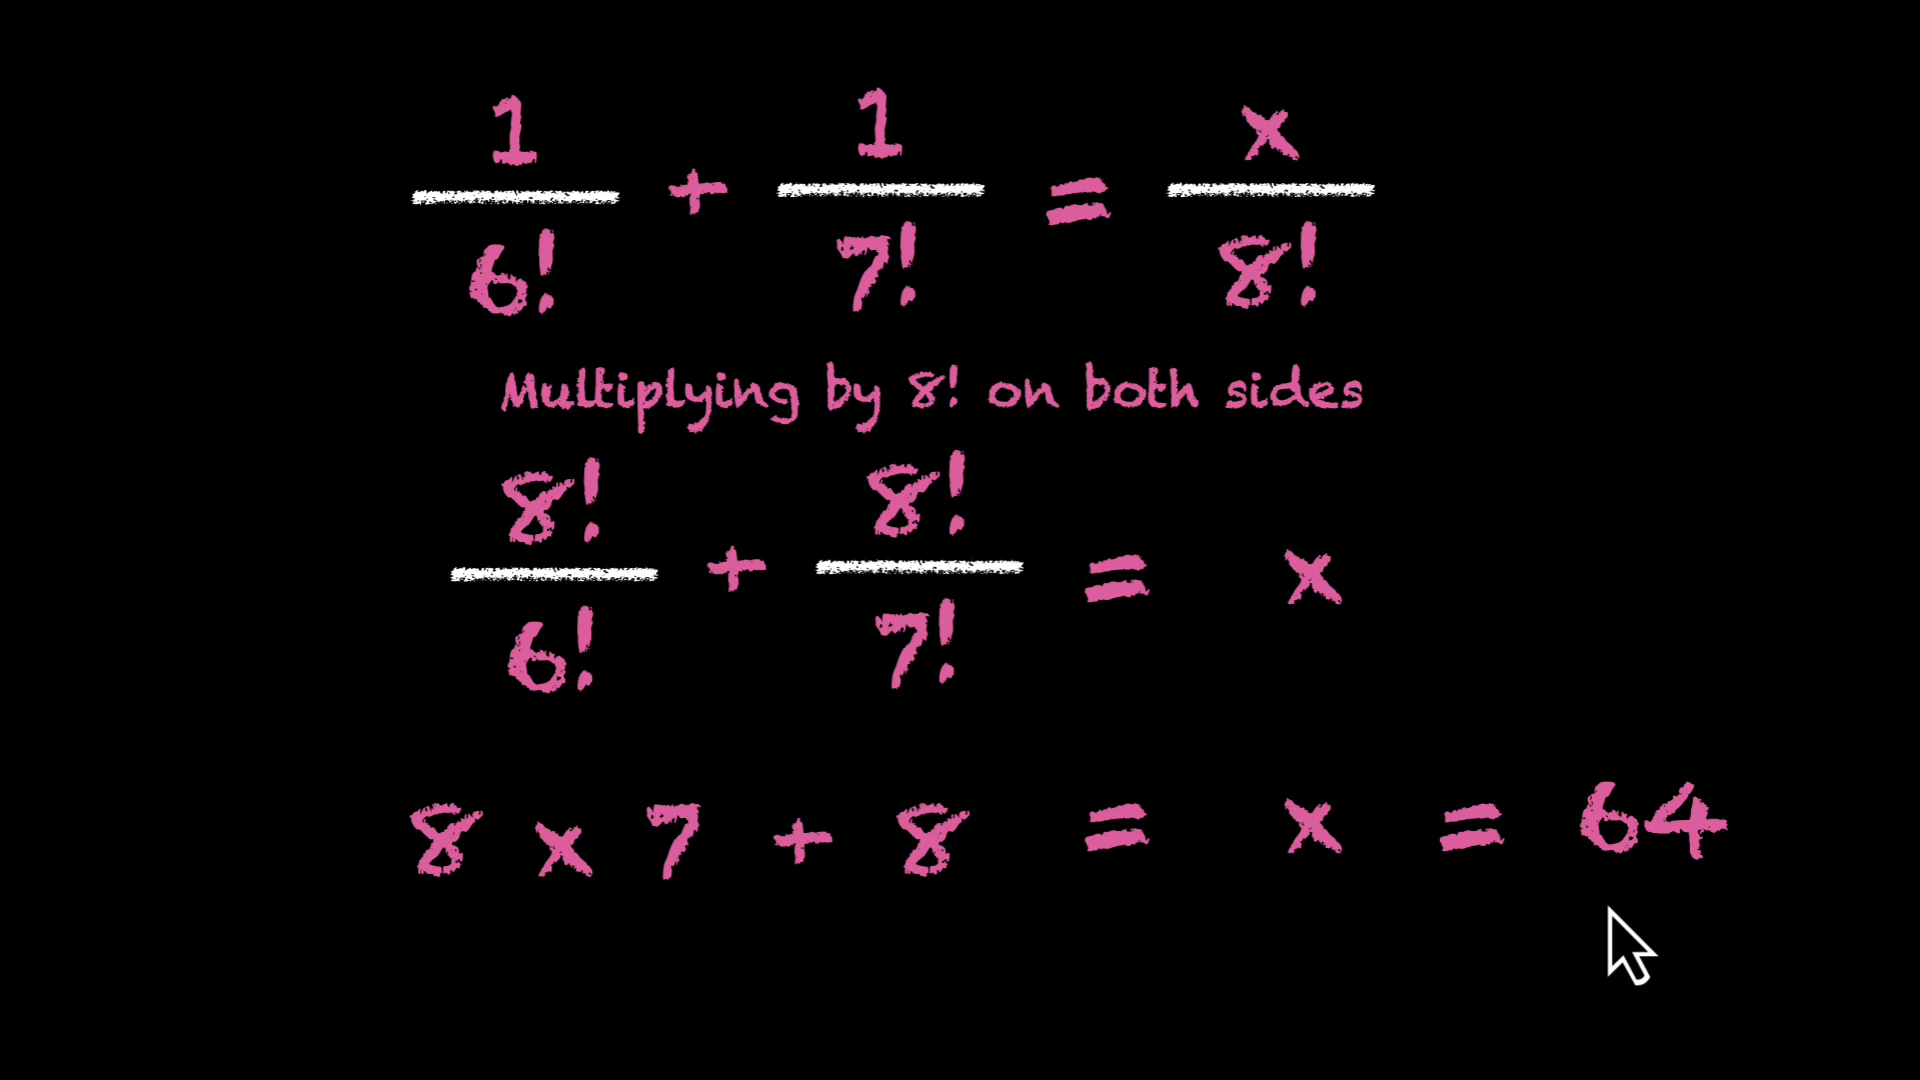 1/6! + 1/7! = x/8!
Multiplying by 8! on both sides
8!/6! + 8!/7! = x
8 x 7 + 8 = x = 64